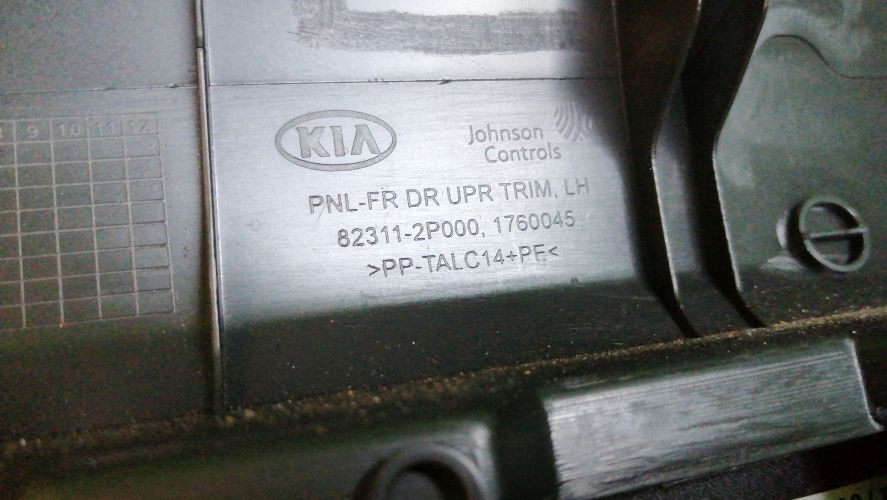 9 10 11 12
KIA
Johnson
Controls
PNL-FR DR UPR TRIM, LH
82311-2P000, 1760045
>PP-TALC14+PE<